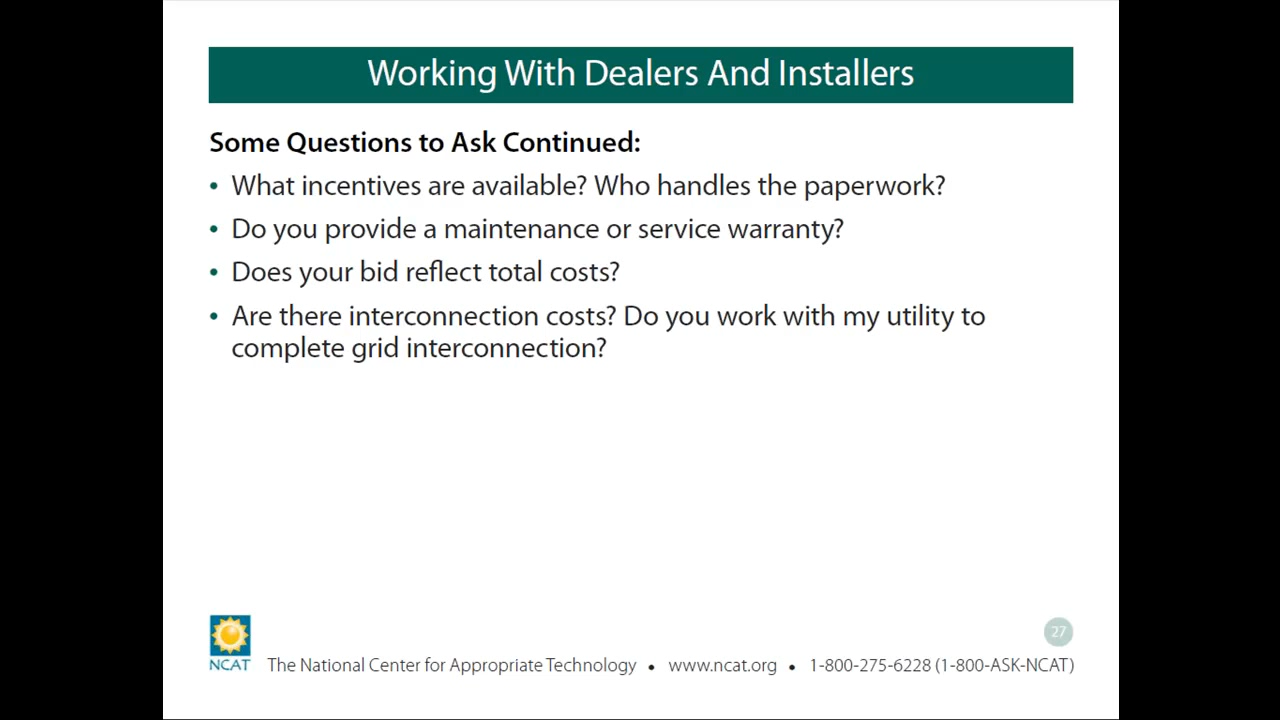 Working With Dealers And Installers
Some Questions to Ask Continued:
• What incentives are available? Who handles the paperwork?
• Do you provide a maintenance or service warranty?
• Does your bid reflect total costs?
• Are there interconnection costs? Do you work with my utility to
complete grid interconnection?
27
NCAT
The National Center for Appropriate Technology • www.ncat.org • 1-800-275-6228 (1-800-ASK-NCAT)